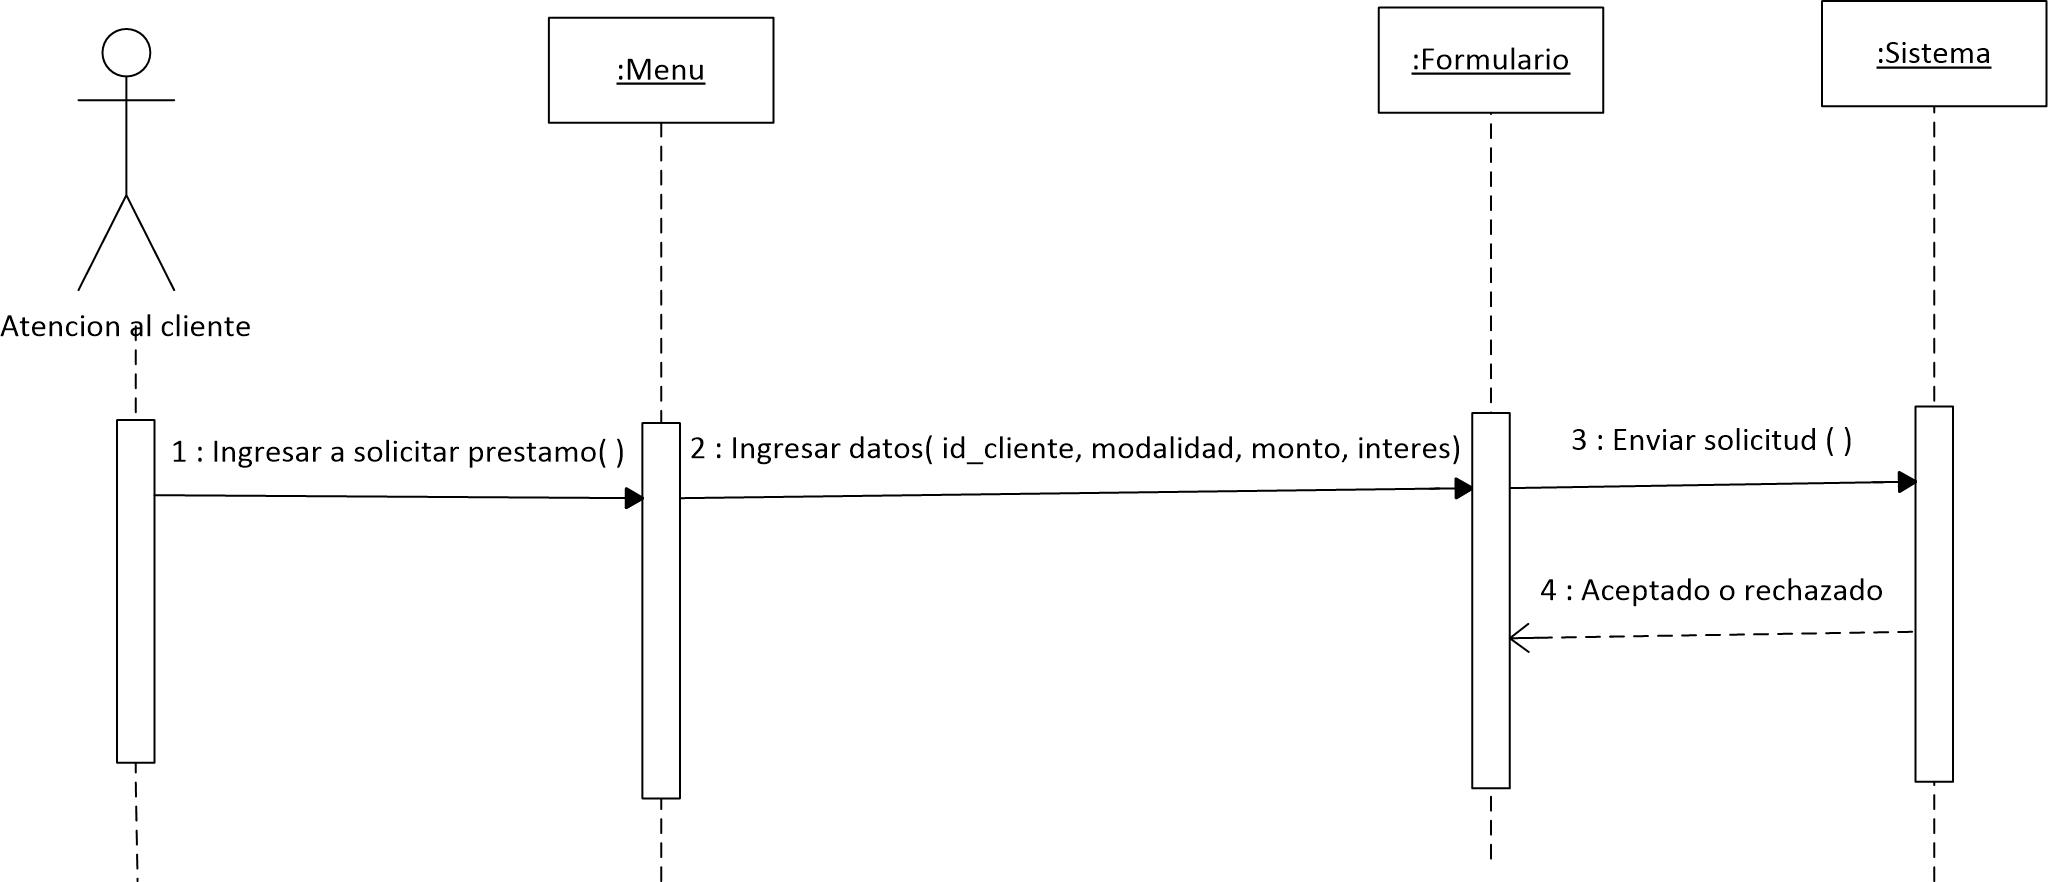 :Menu
:Formulario
:Sistema
Atencion al cliente
1 : Ingresar a solicitar prestamo( )
2 : Ingresar datos( id_cliente, modalidad, monto, interes)
3 : Enviar solicitud ( )
4 : Aceptado o rechazado